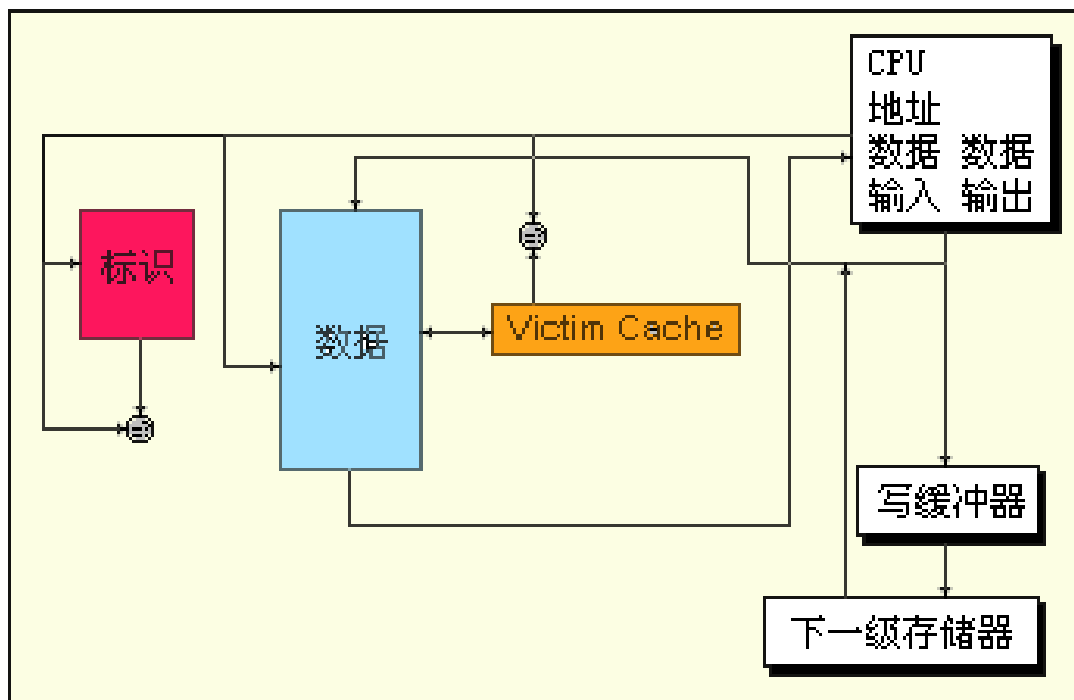 CPU
地址
数据 数据
输入 输出
标识
数据
Victim Cache
写缓冲器
下一级存储器